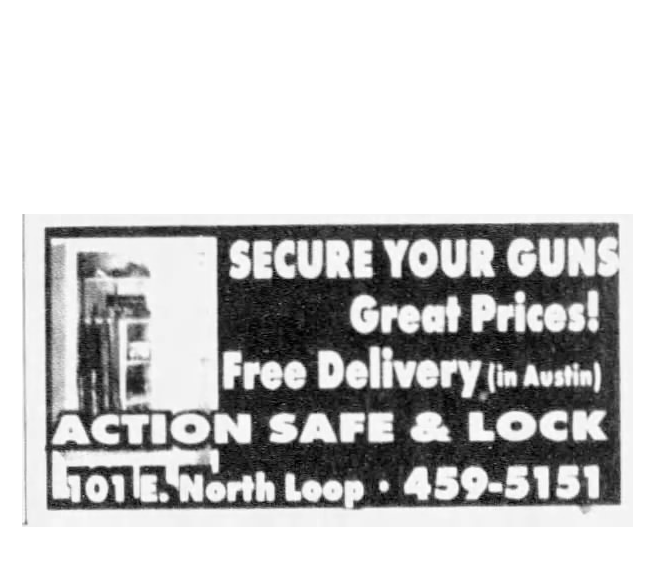 SECURE YOUR GUNS
Great Prices!
Free Delivery (in Austin)
ACTION SAFE & LOCK
101 E. North Loop · 459-5151